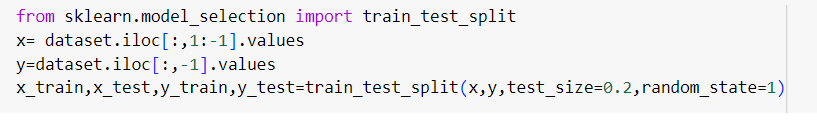 from sklearn.model_selection import train_test_split
x= dataset.iloc[:,1:-1].values
y=dataset.iloc[:,-1].values
x_train,x_test,y_train,y_test=train_test_split(x,y,test_size=0.2,random_state=1)